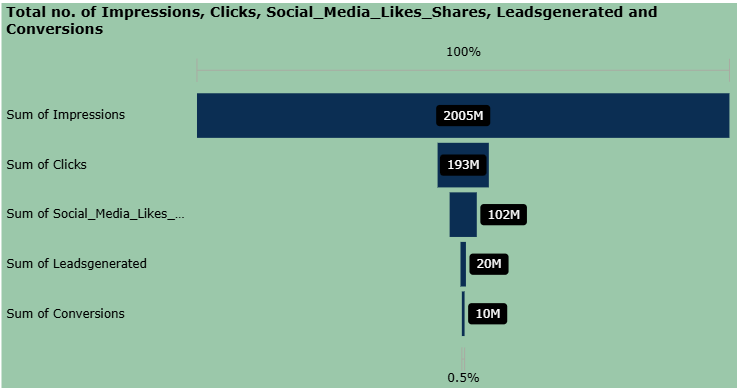 Total no. of Impressions, Clicks, Social_Media_Likes_Shares, Leadsgenerated and
Conversions
100%
Sum of Impressions
2005M
Sum of Clicks
193M
Sum of Social_Media_Likes_...
102M
Sum of Leadsgenerated
20M
Sum of Conversions
10M
0.5%